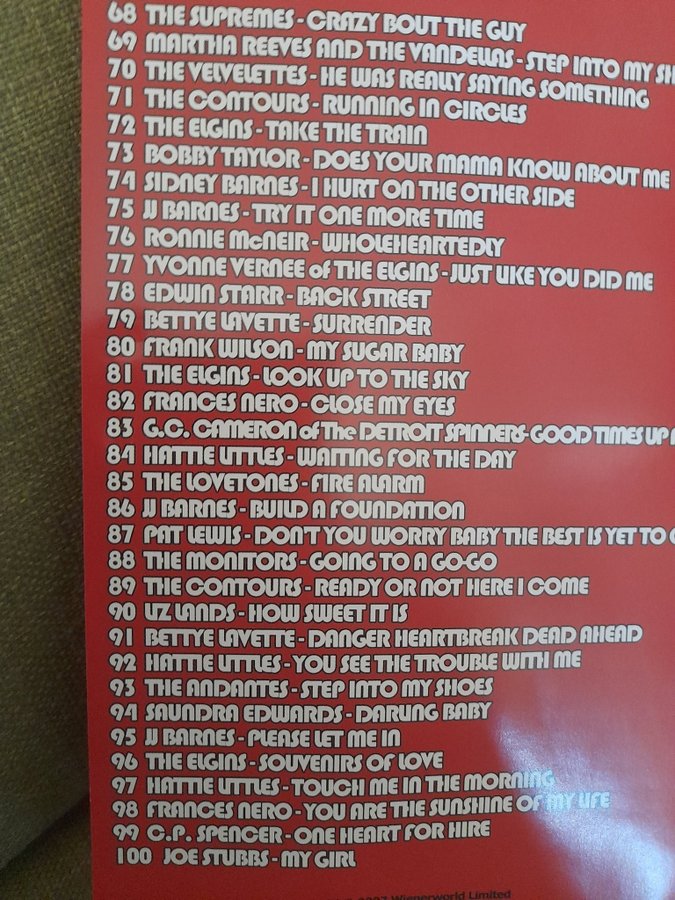 68 THE SUPREMES - CRAZY BOUT THE GUY
69 MARTHA REEVES AND THE VANDELLAS - STEP INTO MY SH
70 THE VELVELETTES - HE WAS REALLY SAYING SOMETHING
71 THE CONTOURS - RUNNING IN CIRCLES
72 THE ELGINS - TAKE THE TRAIN
73 BOBBY TAYLOR - DOES YOUR MAMA KNOW ABOUT ME
74 SIDNEY BARNES - I HURT ON THE OTHER SIDE
75 JJ BARNES - TRY IT ONE MORE TIME
76 RONNIE McNEIR - WHOLEHEARTEDLY
77 YVONNE VERNEE of THE ELGINS - JUST LIKE YOU DID ME
78 EDWIN STARR - BACK STREET
79 BETTYE LAVETTE - SURRENDER
80 FRANK WILSON - MY SUGAR BABY
81 THE ELGINS - LOOK UP TO THE SKY
82 FRANCES NERO - CLOSE MY EYES
83 G.C. CAMERON of The DETROIT SPINNERS - GOOD TIMES UP
84 HATTIE LITTLES - WAITING FOR THE DAY
85 THE LOVETONES - FIRE ALARM
86 JJ BARNES - BUILD A FOUNDATION
87 PAT LEWIS - DON'T YOU WORRY BABY THE BEST IS YET TO
88 THE MONITORS - GOING TO A GO-GO
89 THE CONTOURS - READY OR NOT HERE I COME
90 LIZ LANDS - HOW SWEET IT IS
91 BETTYE LAVETTE - DANGER HEARTBREAK DEAD AHEAD
92 HATTIE LITTLES - YOU SEE THE TROUBLE WITH ME
93 THE ANDANTES - STEP INTO MY SHOES
94 SAUNDRA EDWARDS - DARLING BABY
95 JJ BARNES - PLEASE LET ME IN
96 THE ELGINS - SOUVENIRS OF LOVE
97 HATTIE LITTLES - TOUCH ME IN THE MORNING
98 FRANCES NERO - YOU ARE THE SUNSHINE OF MY LIFE
99 C.P. SPENCER - ONE HEART FOR HIRE
100 JOE STUBBS - MY GIRL
Wienerworld Limited